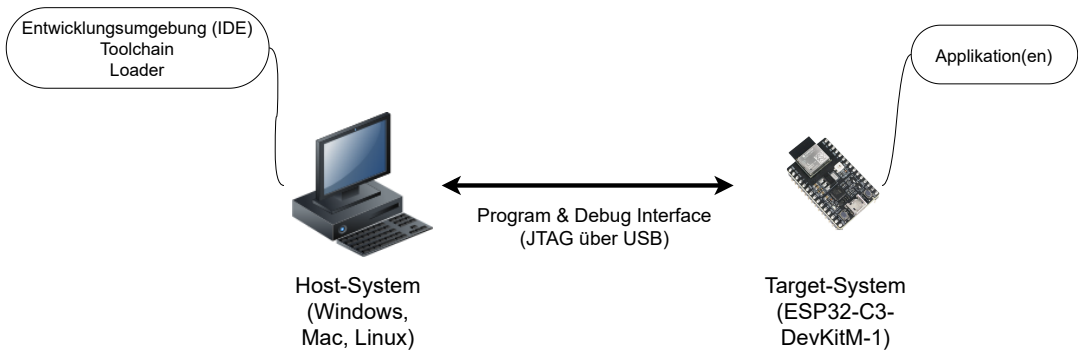 Entwicklungsumgebung (IDE)
Toolchain
Loader
Applikation(en)
Program & Debug Interface
(JTAG über USB)
Host-System
(Windows,
Mac, Linux)
Target-System
(ESP32-C3-
DevKitM-1)